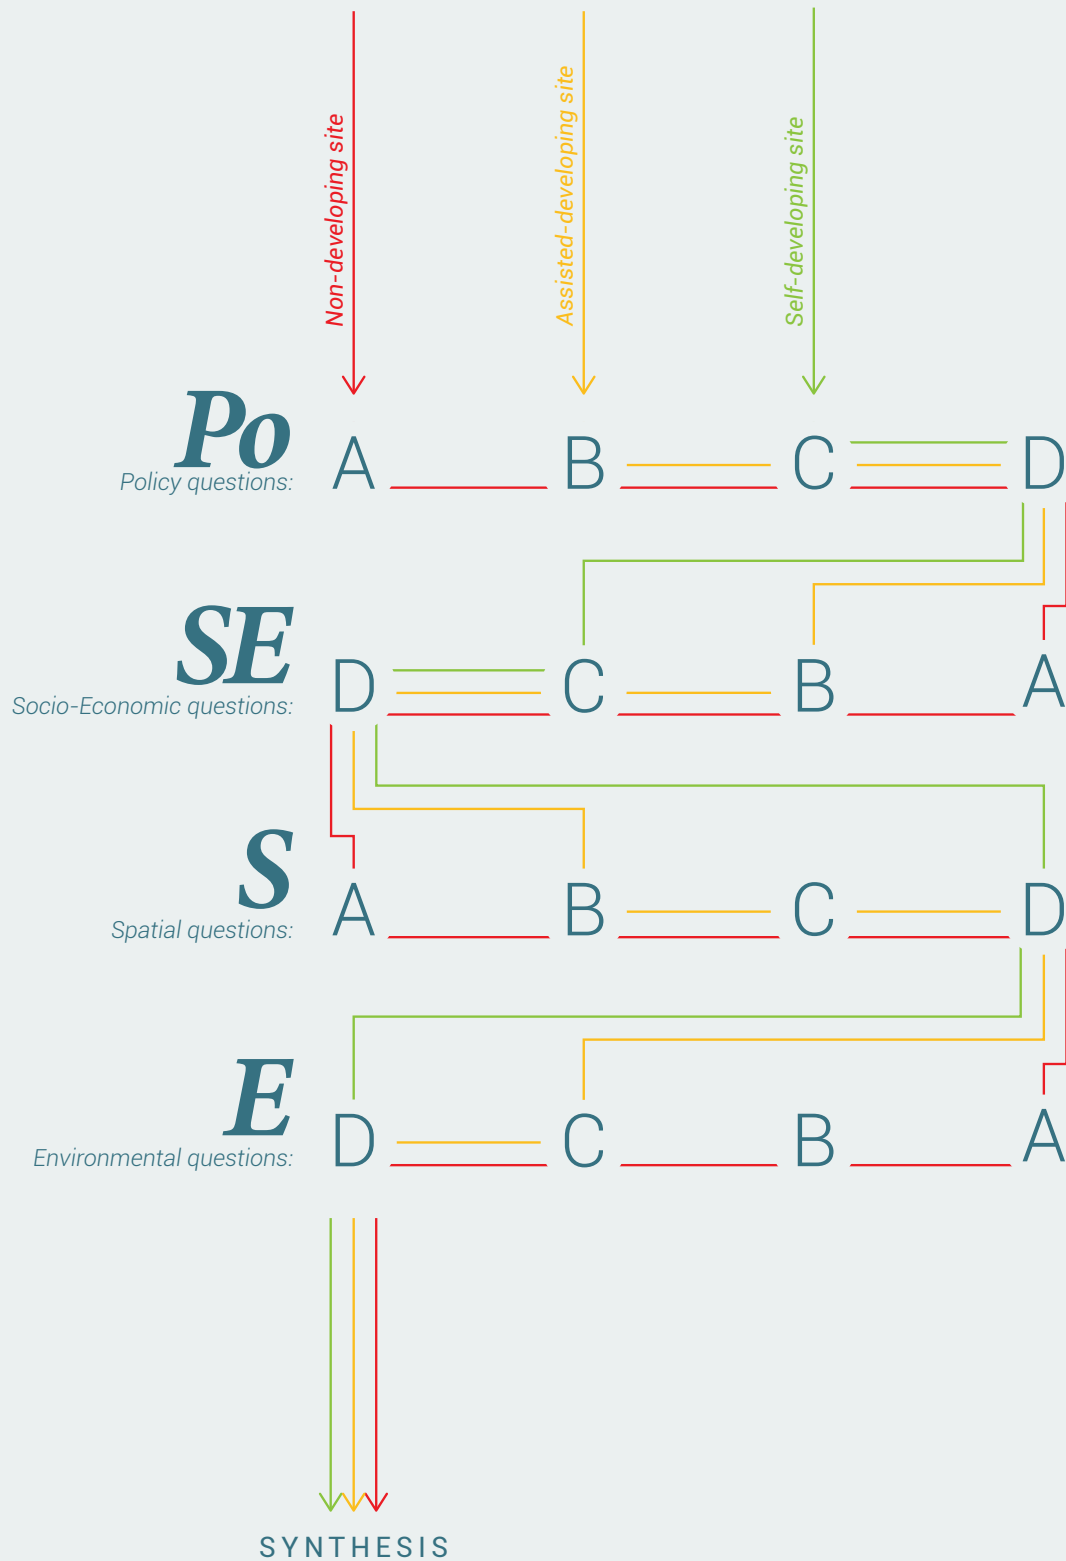 Non-developing site
Assisted-developing site
Self-developing site
Po
A B C D
Policy questions:
SE
D C B A
Socio-Economic questions:
S
A B C D
Spatial questions:
E
D C B A
Environmental questions:
SYNTHESIS